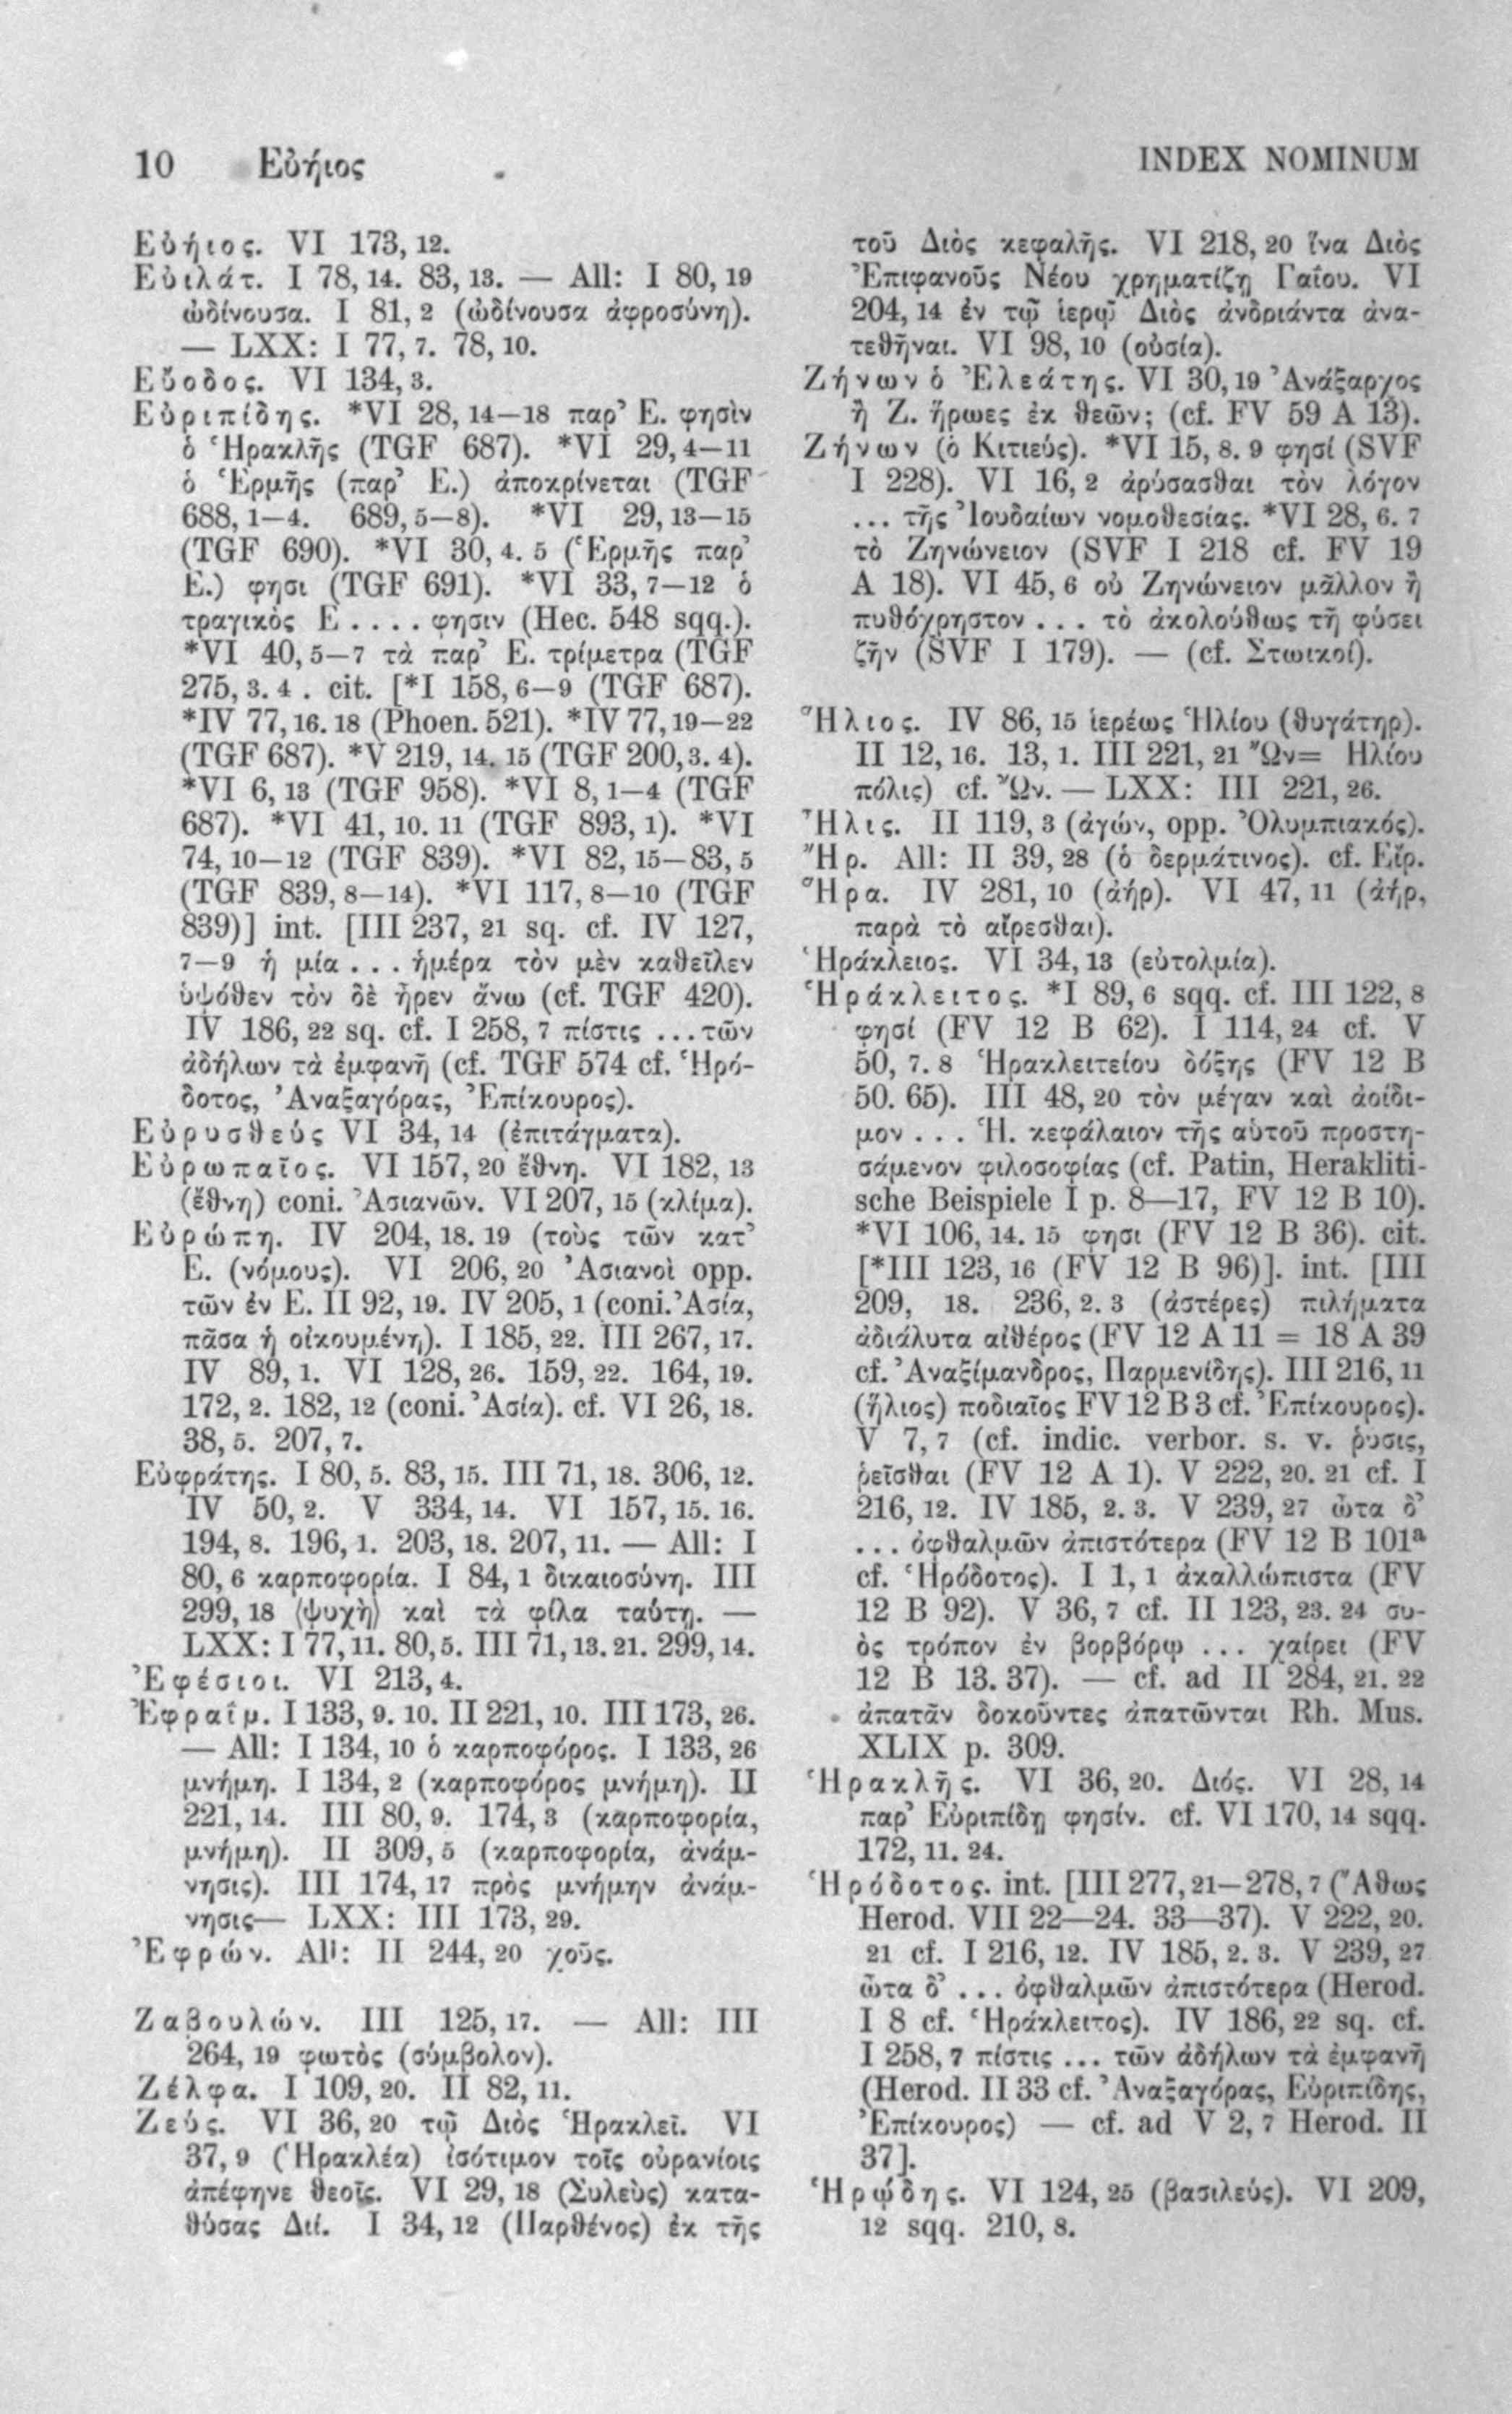 10 Εὐήιος
INDEX NOMINUM
Εὐήιος. VI 173, 12.
Εὐιλάτ. I 78, 14. 83, 13. — All: I 80, 19
ὠδίνουσα. I 81, 2 (ὠδίνουσα ἀφροσύνη).
— LXX: I 77, 7. 78, 10.
Εὔοδος. VI 134, 3.
Εὐριπίδης. *VI 28, 14—18 παρ’ Ε. φησὶν
ὁ Ἡρακλῆς (TGF 687). *VI 29, 4—11
ὁ Ἑρμῆς (παρ’ Ε.) ἀποκρίνεται (TGF
688, 1—4. 689, 5—8). *VI 29, 13—15
(TGF 690). *VI 30, 4. 5 (Ἑρμῆς παρ’
Ε.) φησι (TGF 691). *VI 33, 7—12 ὁ
τραγικὸς Ε . . . . φησιν (Hec. 548 sqq.).
*VI 40, 5—7 τὰ παρ’ Ε. τρίμετρα (TGF
275, 3. 4 . cit. [*I 158, 6—9 (TGF 687).
*IV 77, 16. 18 (Phoen. 521). *IV 77, 19—22
(TGF 687). *V 219, 14. 15 (TGF 200, 3. 4).
*VI 6, 13 (TGF 958). *VI 8, 1—4 (TGF
687). *VI 41, 10. 11 (TGF 893, 1). *VI
74, 10—12 (TGF 839). *VI 82, 15—83, 5
(TGF 839, 8—14). *VI 117, 8—10 (TGF
839)] int. [III 237, 21 sq. cf. IV 127,
7—9 ἡ μία . . . ἡμέρα τὸν μὲν καθεῖλεν
ὑψόθεν τὸν δὲ ἦρεν ἄνω (cf. TGF 420).
IV 186, 22 sq. cf. I 258, 7 πίστις ... τῶν
ἀδήλων τὰ ἐμφανῆ (cf. TGF 574 cf. Ἡρό-
δοτος, Ἀναξαγόρας, Ἐπίκουρος).
Εὐρυσθεύς VI 34, 14 (ἐπιτάγματα).
Εὐρωπαῖος. VI 157, 20 ἔθνη. VI 182, 13
(ἔθνη) coni. Ἀσιανῶν. VI 207, 15 (κλίμα).
Εὐρώπη. IV 204, 18. 19 (τοὺς τῶν κατ’
Ε. (νόμους). VI 206, 20 Ἀσιανοὶ opp.
τῶν ἐν Ε. II 92, 19. IV 205, 1 (coni. Ἀσία,
πᾶσα ἡ οἰκουμένη). I 185, 22. III 267, 17.
IV 89, 1. VI 128, 26. 159, 22. 164, 19.
172, 2. 182, 12 (coni. Ἀσία). cf. VI 26, 18.
38, 5. 207, 7.
Εὐφράτης. I 80, 5. 83, 15. III 71, 18. 306, 12.
IV 50, 2. V 334, 14. VI 157, 15. 16.
194, 8. 196, 1. 203, 18. 207, 11. — All: I
80, 6 καρποφορία. I 84, 1 δικαιοσύνη. III
299, 18 (ψυχὴ) καὶ τὰ φίλα ταύτῃ. —
LXX: I 77, 11. 80, 5. III 71, 13. 21. 299, 14.
Ἐφέσιοι. VI 213, 4.
Ἐφραΐμ. I 133, 9. 10. II 221, 10. III 173, 26.
— All: I 134, 10 ὁ καρποφόρος. I 133, 26
μνήμη. I 134, 2 (καρποφόρος μνήμη). II
221, 14. III 80, 9. 174, 3 (καρποφορία,
μνήμη). II 309, 5 (καρποφορία, ἀνάμ-
νησις). III 174, 17 πρὸς μνήμην ἀνάμ-
νησις— LXX: III 173, 29.
Ἐφρών. All: II 244, 20 χοῦς.
Ζαβουλών. III 125, 17. — All: III
264, 19 φωτὸς (σύμβολον).
Ζέλφα. I 109, 20. II 82, 11.
Ζεύς. VI 36, 20 τῷ Διὸς Ἡρακλεῖ. VI
37, 9 (Ἡρακλέα) ἰσότιμον τοῖς οὐρανίοις
ἀπέφηνε θεοῖς. VI 29, 18 (Συλεὺς) κατα-
θύσας Διί. I 34, 12 (Παρθένος) ἐκ τῆς
τοῦ Διὸς κεφαλῆς. VI 218, 20 ἵνα Διὸς
Ἐπιφανοῦς Νέου χρηματίζῃ Γαΐου. VI
204, 14 ἐν τῷ ἱερῷ Διὸς ἀνδριάντα ἀνα-
τεθῆναι. VI 98, 10 (οὐσία).
Ζήνων ὁ Ἐλεάτης. VI 30, 19 Ἀνάξαρχος
ἢ Ζ. ἥρωες ἐκ θεῶν; (cf. FV 59 A 13).
Ζήνων (ὁ Κιτιεύς). *VI 15, 8. 9 φησί (SVF
I 228). VI 16, 2 ἀρύσασθαι τὸν λόγον
... τῆς Ἰουδαίων νομοθεσίας. *VI 28, 6. 7
τὸ Ζηνώνειον (SVF I 218 cf. FV 19
A 18). VI 45, 6 οὐ Ζηνώνειον μᾶλλον ἢ
πυθόχρηστον . . . τὸ ἀκολούθως τῇ φύσει
ζῆν (SVF I 179). — (cf. Στωικοί).
Ἥλιος. IV 86, 15 ἱερέως Ἡλίου (θυγάτηρ).
II 12, 16. 13, 1. III 221, 21 Ὢν= Ηλίου
πόλις) cf. Ὤν. — LXX: III 221, 26.
Ἦλις. II 119, 3 (ἀγών, opp. Ὀλυμπιακός).
Ἤρ. All: II 39, 28 (ὁ δερμάτινος). cf. Εἴρ.
Ἥρα. IV 281, 10 (ἀήρ). VI 47, 11 (ἀήρ,
παρὰ τὸ αἴρεσθαι).
Ἡράκλειος. VI 34, 13 (εὐτολμία).
Ἡράκλειτος. *I 89, 6 sqq. cf. III 122, 8
φησί (FV 12 B 62). I 114, 24 cf. V
50, 7. 8 Ἡρακλειτείου δόξης (FV 12 B
50. 65). III 48, 20 τὸν μέγαν καὶ ἀοίδι-
μον . . . Ἡ. κεφάλαιον τῆς αὑτοῦ προστη-
σάμενον φιλοσοφίας (cf. Patin, Herakliti-
sche Beispiele I p. 8—17, FV 12 B 10).
*VI 106, 14. 15 φησι (FV 12 B 36). cit.
[*III 123, 16 (FV 12 B 96)]. int. [III
209, 18. 236, 2. 3 (ἀστέρες) πιλήματα
ἀδιάλυτα αἰθέρος (FV 12 A 11 = 18 A 39
cf. Ἀναξίμανδρος, Παρμενίδης). III 216, 11
(ἥλιος) ποδιαῖος FV 12 B 3 cf. Ἐπίκουρος).
V 7, 7 (cf. indic. verbor. s. v. ῥύσις,
ῥεῖσθαι (FV 12 A 1). V 222, 20. 21 cf. I
216, 12. IV 185, 2. 3. V 239, 27 ὦτα δ’
... ὀφθαλμῶν ἀπιστότερα (FV 12 B 101ª
cf. Ἡρόδοτος). I 1, 1 ἀκαλλώπιστα (FV
12 B 92). V 36, 7 cf. II 123, 23. 24 συ-
ὸς τρόπον ἐν βορβόρῳ ... χαίρει (FV
12 B 13. 37). — cf. ad II 284, 21. 22
ἀπατᾶν δοκοῦντες ἀπατῶνται Rh. Mus.
XLIX p. 309.
Ἡρακλῆς. VI 36, 20. Διός. VI 28, 14
παρ’ Εὐριπίδῃ φησίν. cf. VI 170, 14 sqq.
172, 11. 24.
Ἡρόδοτος. int. [III 277, 21—278, 7 (Ἄθως
Herod. VII 22—24. 33—37). V 222, 20.
21 cf. I 216, 12. IV 185, 2. 3. V 239, 27
ὦτα δ’ ... ὀφθαλμῶν ἀπιστότερα (Herod.
I 8 cf. Ἡράκλειτος). IV 186, 22 sq. cf.
I 258, 7 πίστις ... τῶν ἀδήλων τὰ ἐμφανῆ
(Herod. II 33 cf. Ἀναξαγόρας, Εὐριπίδης,
Ἐπίκουρος) — cf. ad V 2, 7 Herod. II
37].
Ἡρῴδης. VI 124, 25 (βασιλεύς). VI 209,
12 sqq. 210, 8.